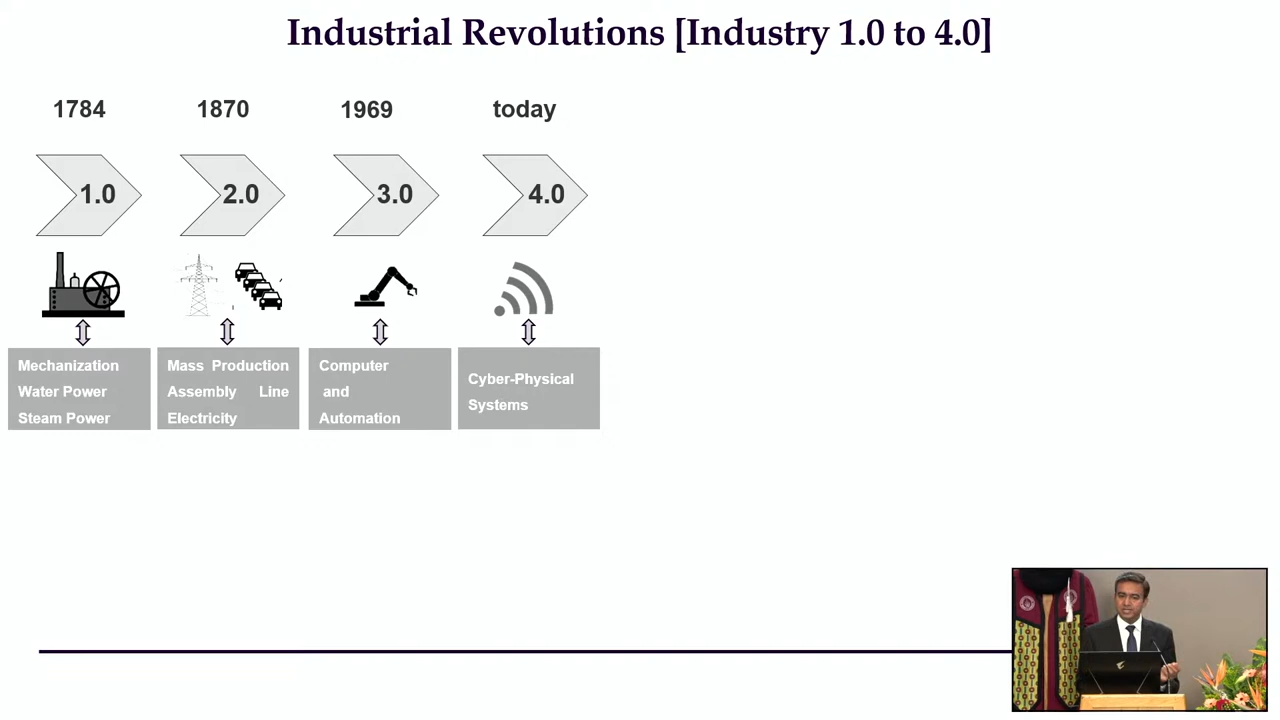 Industrial Revolutions [Industry 1.0 to 4.0]
1784
1870
1969
today
1.0
2.0
3.0
4.0
Mechanization
Water Power
Steam Power
Mass Production
Assembly Line
Electricity
Computer
and
Automation
Cyber-Physical
Systems